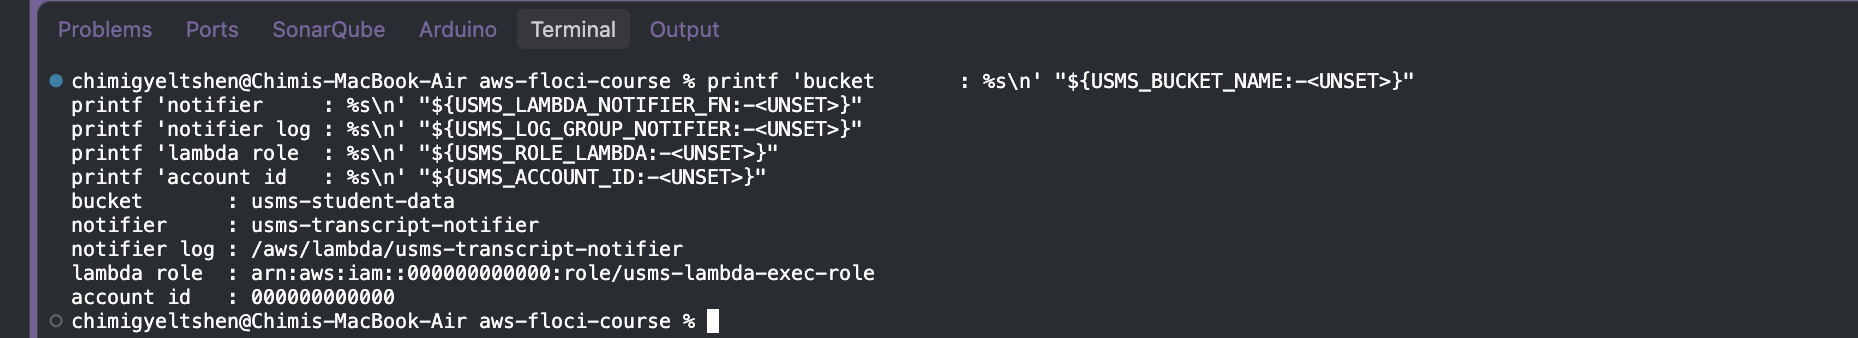 Problems Ports SonarQube Arduino Terminal Output
chimigyeltshen@Chimis-MacBook-Air aws-floci-course % printf 'bucket       : %s\n' "${USMS_BUCKET_NAME:-<UNSET>}"
printf 'notifier     : %s\n' "${USMS_LAMBDA_NOTIFIER_FN:-<UNSET>}"
printf 'notifier log : %s\n' "${USMS_LOG_GROUP_NOTIFIER:-<UNSET>}"
printf 'lambda role  : %s\n' "${USMS_ROLE_LAMBDA:-<UNSET>}"
printf 'account id   : %s\n' "${USMS_ACCOUNT_ID:-<UNSET>}"
bucket       : usms-student-data
notifier     : usms-transcript-notifier
notifier log : /aws/lambda/usms-transcript-notifier
lambda role  : arn:aws:iam::000000000000:role/usms-lambda-exec-role
account id   : 000000000000
chimigyeltshen@Chimis-MacBook-Air aws-floci-course %